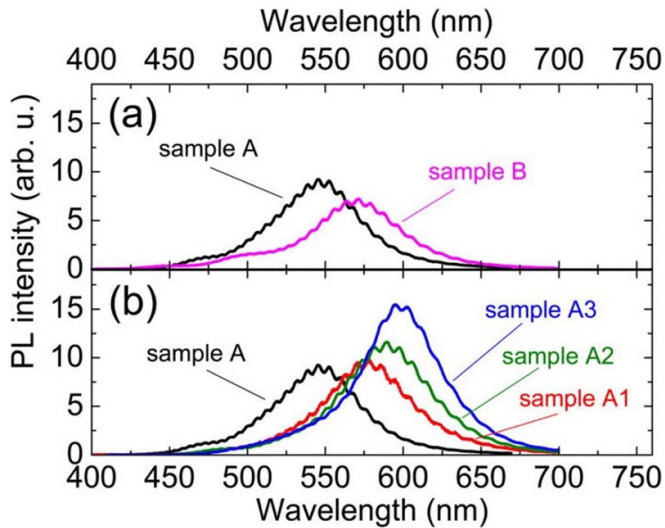 Wavelength (nm)
400 450 500 550 600 650 700 750
PL intensity (arb. u.)
(a)
15
10
5
0
sample A
sample B
(b)
15
10
5
0
sample A
sample A3
sample A2
sample A1
400 450 500 550 600 650 700 750
Wavelength (nm)